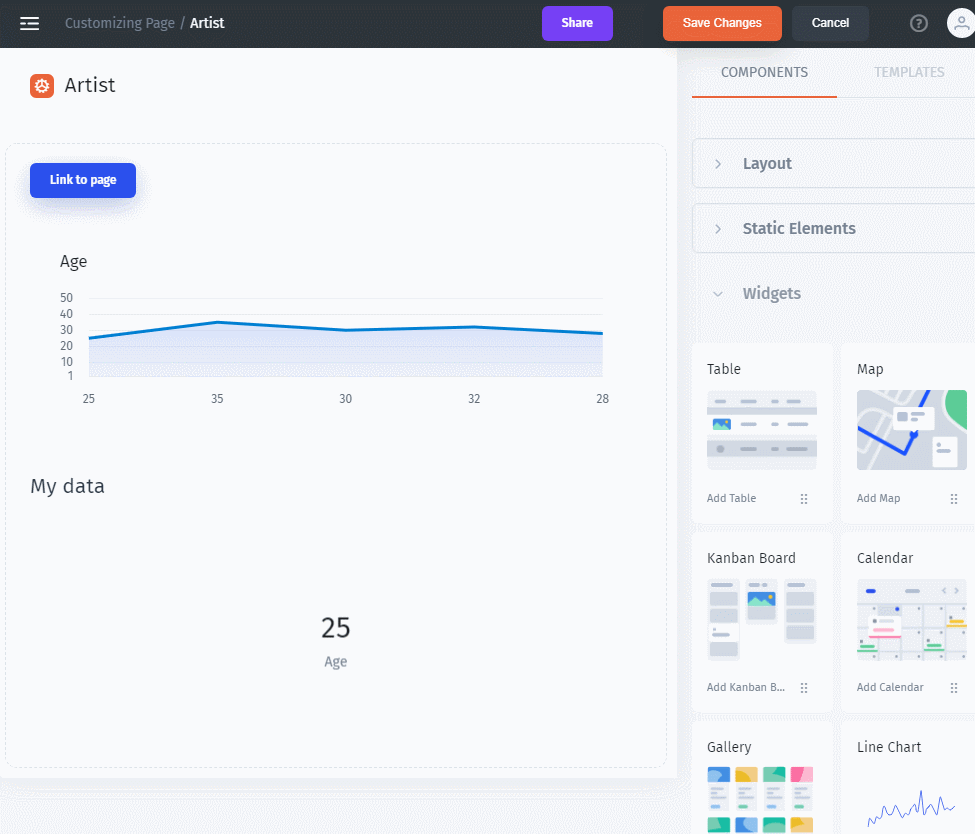 Customizing Page / Artist
Share
Save Changes
Cancel
?
Artist
COMPONENTS
TEMPLATES
Link to page
Age
50
40
30
20
10
1
25 35 30 32 28
My data
25
Age
Layout
Static Elements
Widgets
Table
Add Table
Map
Add Map
Kanban Board
Add Kanban B...
Calendar
Add Calendar
Gallery
Line Chart